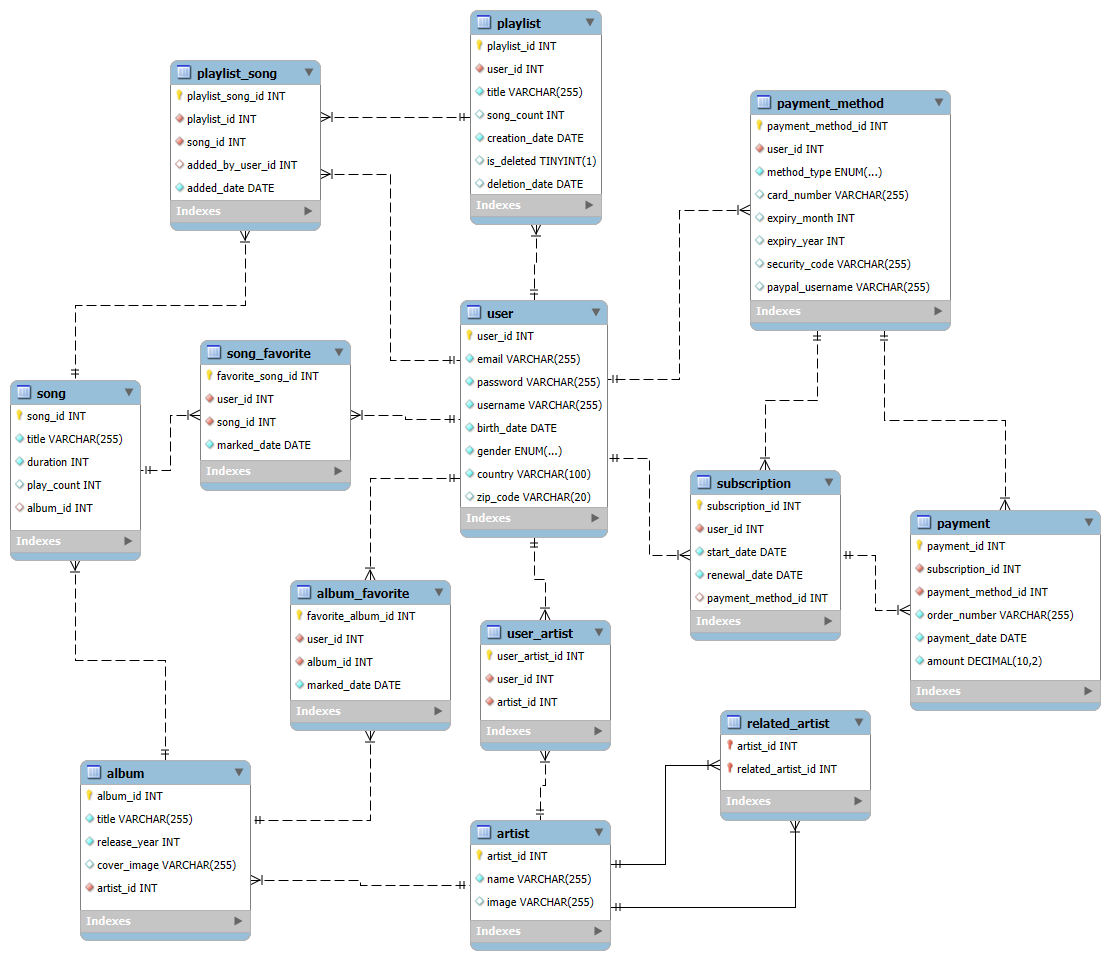 playlist
playlist_id INT
user_id INT
title VARCHAR(255)
song_count INT
creation_date DATE
is_deleted TINYINT(1)
deletion_date DATE
Indexes
playlist_song
playlist_song_id INT
playlist_id INT
song_id INT
added_by_user_id INT
added_date DATE
Indexes
payment_method
payment_method_id INT
user_id INT
method_type ENUM(...)
card_number VARCHAR(255)
expiry_month INT
expiry_year INT
security_code VARCHAR(255)
paypal_username VARCHAR(255)
Indexes
user
user_id INT
email VARCHAR(255)
password VARCHAR(255)
username VARCHAR(255)
birth_date DATE
gender ENUM(...)
country VARCHAR(100)
zip_code VARCHAR(20)
Indexes
song_favorite
favorite_song_id INT
user_id INT
song_id INT
marked_date DATE
Indexes
song
song_id INT
title VARCHAR(255)
duration INT
play_count INT
album_id INT
Indexes
subscription
subscription_id INT
user_id INT
start_date DATE
renewal_date DATE
payment_method_id INT
Indexes
payment
payment_id INT
subscription_id INT
payment_method_id INT
order_number VARCHAR(255)
payment_date DATE
amount DECIMAL(10,2)
Indexes
album_favorite
favorite_album_id INT
user_id INT
album_id INT
marked_date DATE
Indexes
user_artist
user_artist_id INT
user_id INT
artist_id INT
Indexes
related_artist
artist_id INT
related_artist_id INT
Indexes
album
album_id INT
title VARCHAR(255)
release_year INT
cover_image VARCHAR(255)
artist_id INT
Indexes
artist
artist_id INT
name VARCHAR(255)
image VARCHAR(255)
Indexes